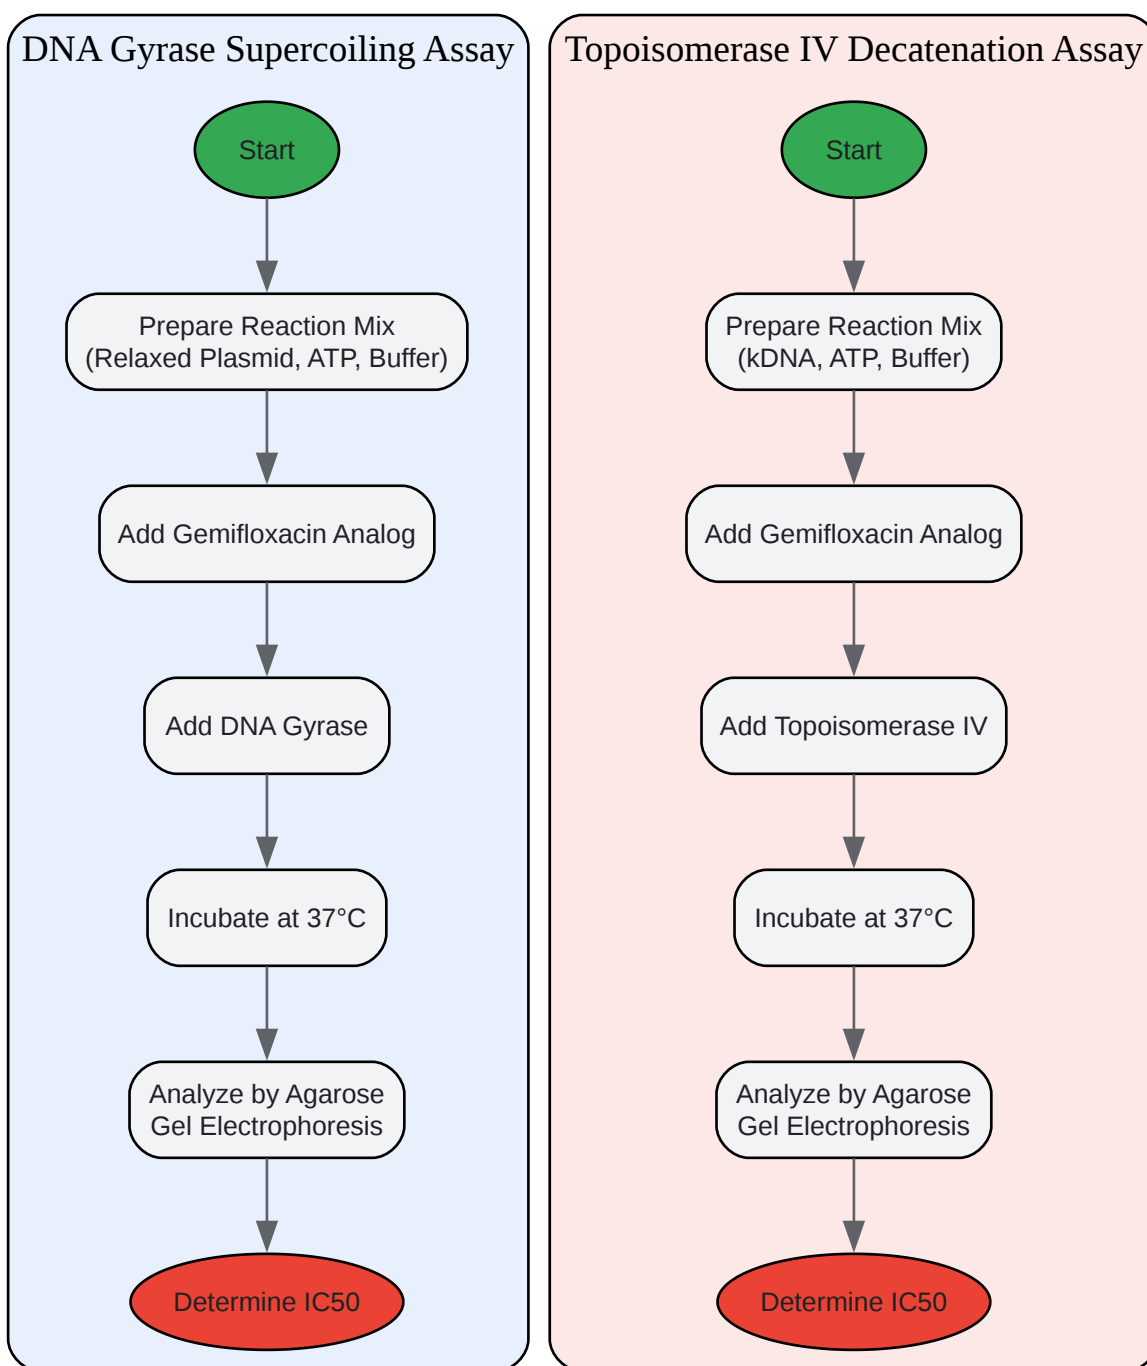 DNA Gyrase Supercoiling Assay
Start
Prepare Reaction Mix
(Relaxed Plasmid, ATP, Buffer)
Add Gemifloxacin Analog
Add DNA Gyrase
Incubate at 37°C
Analyze by Agarose
Gel Electrophoresis
Determine IC50
Topoisomerase IV Decatenation Assay
Start
Prepare Reaction Mix
(kDNA, ATP, Buffer)
Add Gemifloxacin Analog
Add Topoisomerase IV
Incubate at 37°C
Analyze by Agarose
Gel Electrophoresis
Determine IC50